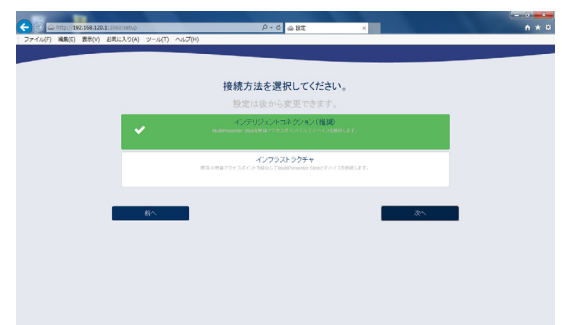 http://192.168.120.1
設定
ファイル(F) 編集(E) 表示(V) お気に入り(A) ツール(T) ヘルプ(H)
接続方法を選択してください。
設定は後から変更できます。
インテリジェントコネクション(推奨)
インフラストラクチャ
前へ
次へ